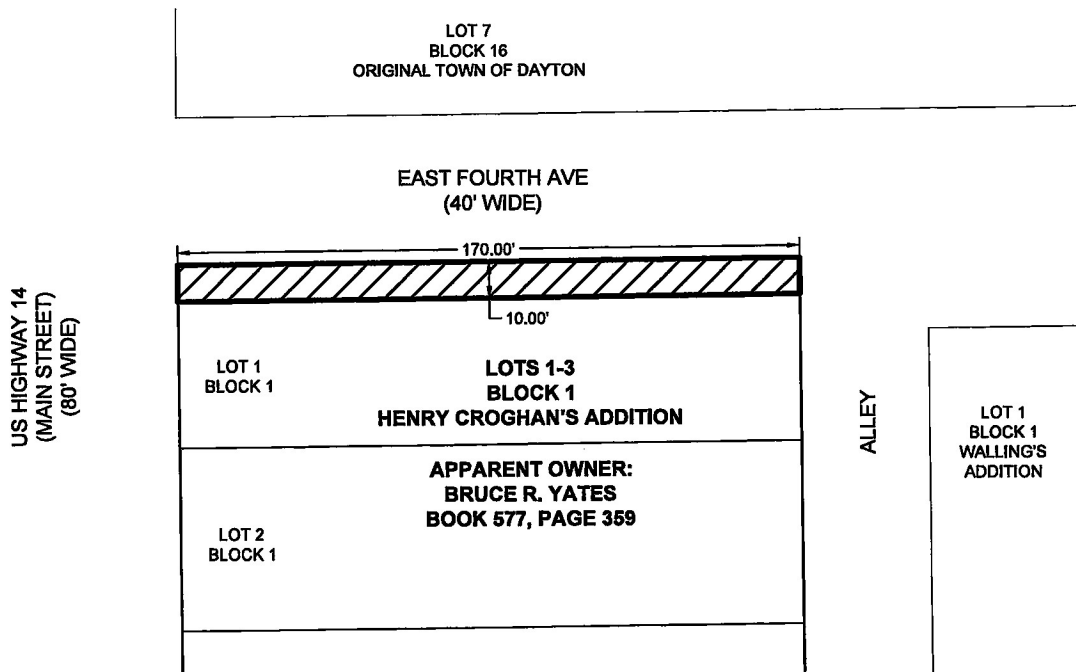 LOT 7
BLOCK 16
ORIGINAL TOWN OF DAYTON
EAST FOURTH AVE
(40' WIDE)
170.00'
10.00'
US HIGHWAY 14
(MAIN STREET)
(80' WIDE)
LOT 1
BLOCK 1
LOTS 1-3
BLOCK 1
HENRY CROGHAN'S ADDITION
ALLEY
LOT 1
BLOCK 1
WALLING'S
ADDITION
APPARENT OWNER:
BRUCE R. YATES
BOOK 577, PAGE 359
LOT 2
BLOCK 1